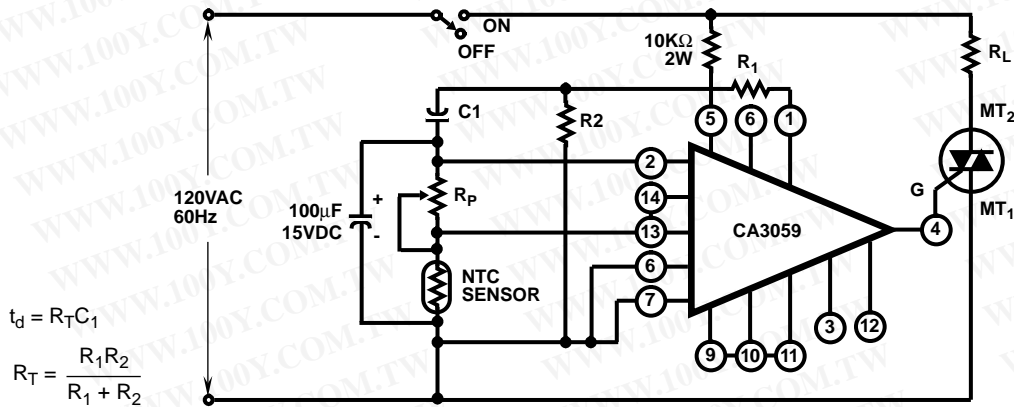 ON
OFF
10KΩ
2W
R1
RL
C1
R2
5
6
1
MT2
120VAC
60Hz
100μF
15VDC
+
-
RP
2
14
13
6
7
CA3059
G
4
MT1
NTC
SENSOR
td = RTC1
RT = R1R2 / R1 + R2
9
10
11
3
12
WWW.100Y.COM.TW